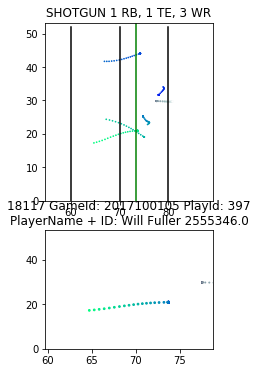 SHOTGUN 1 RB, 1 TE, 3 WR
50
40
30
20
10
0
60 70 80
18117 GameId: 2017100105 PlayId: 397
PlayerName + ID: Will Fuller 2555346.0
40
20
0
60 65 70 75